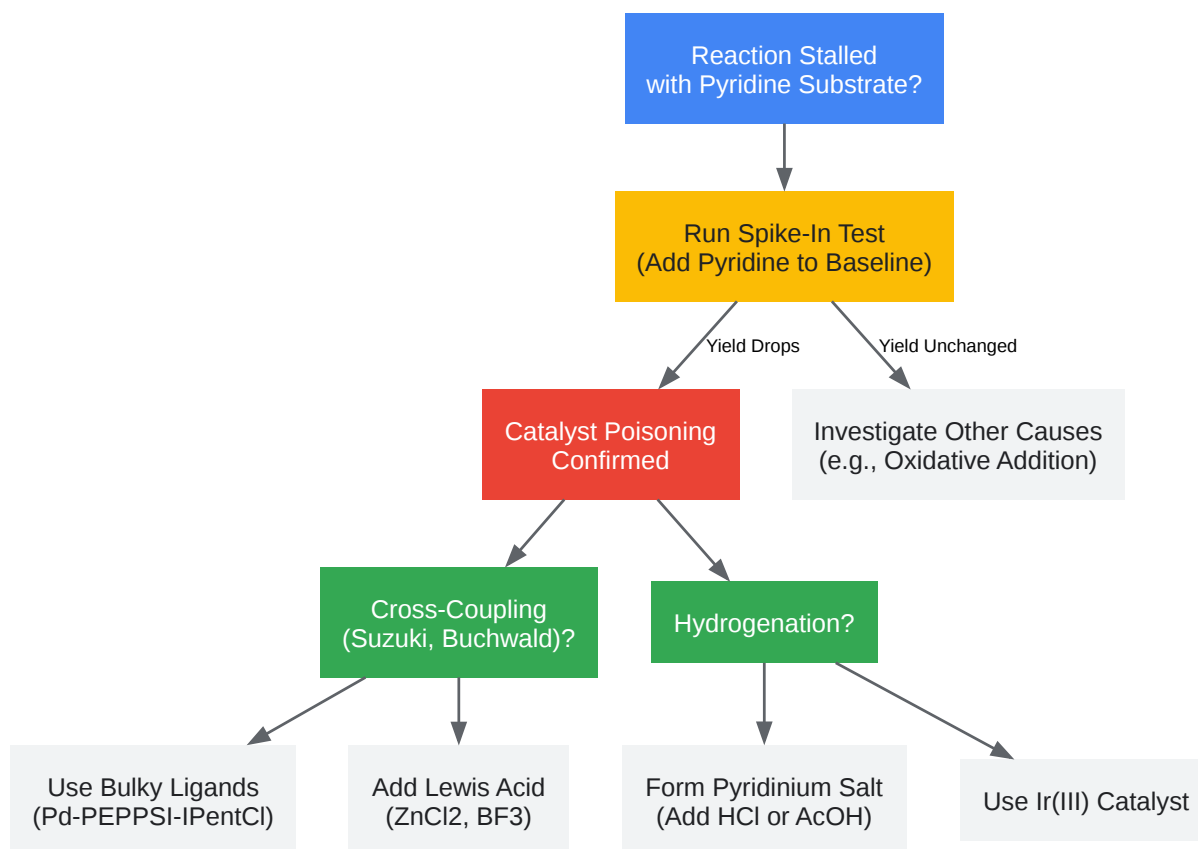 Reaction Stalled
with Pyridine Substrate?
Run Spike-In Test
(Add Pyridine to Baseline)
Yield Drops
Yield Unchanged
Catalyst Poisoning
Confirmed
Investigate Other Causes
(e.g., Oxidative Addition)
Cross-Coupling
(Suzuki, Buchwald)?
Hydrogenation?
Use Bulky Ligands
(Pd-PEPPSI-IPentCl)
Add Lewis Acid
(ZnCl2, BF3)
Form Pyridinium Salt
(Add HCl or AcOH)
Use Ir(III) Catalyst